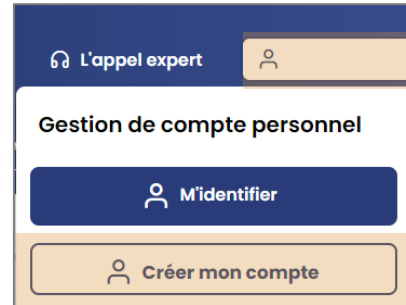 L'appel expert
Gestion de compte personnel
M'identifier
Créer mon compte